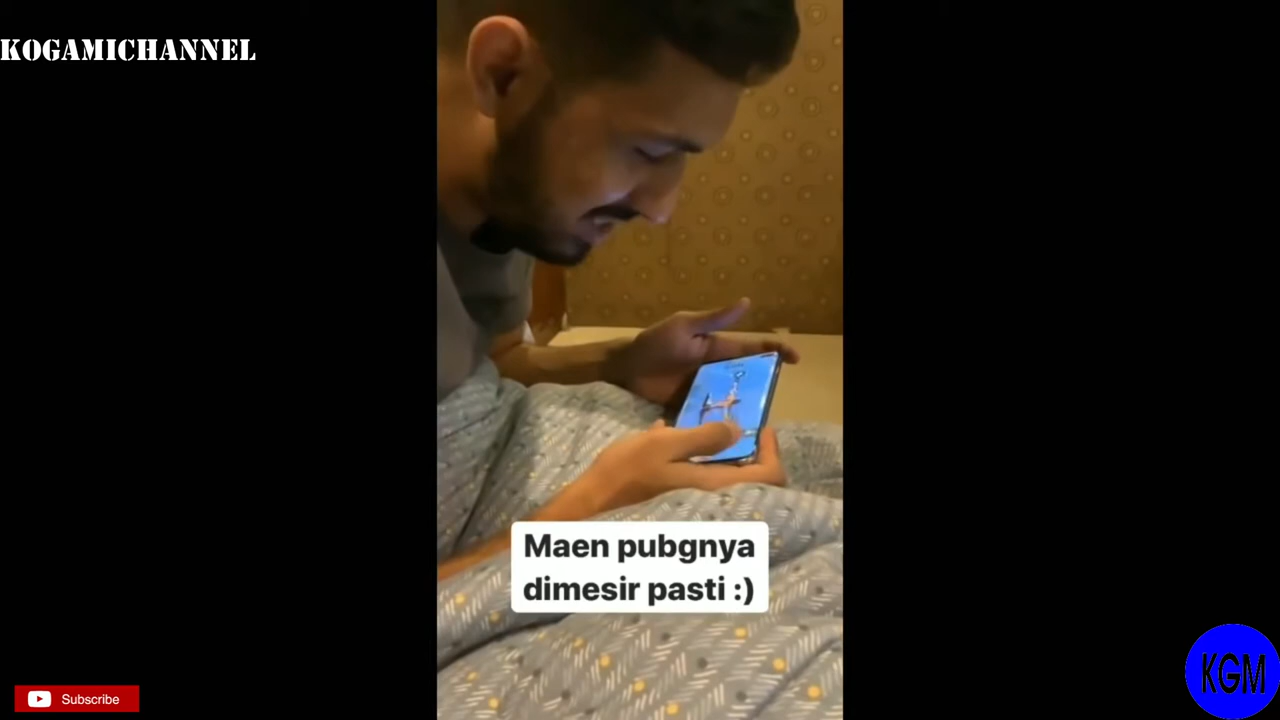 KOGAMICHANNEL
Maen pubgnya
dimesir pasti :)
Subscribe
KGM